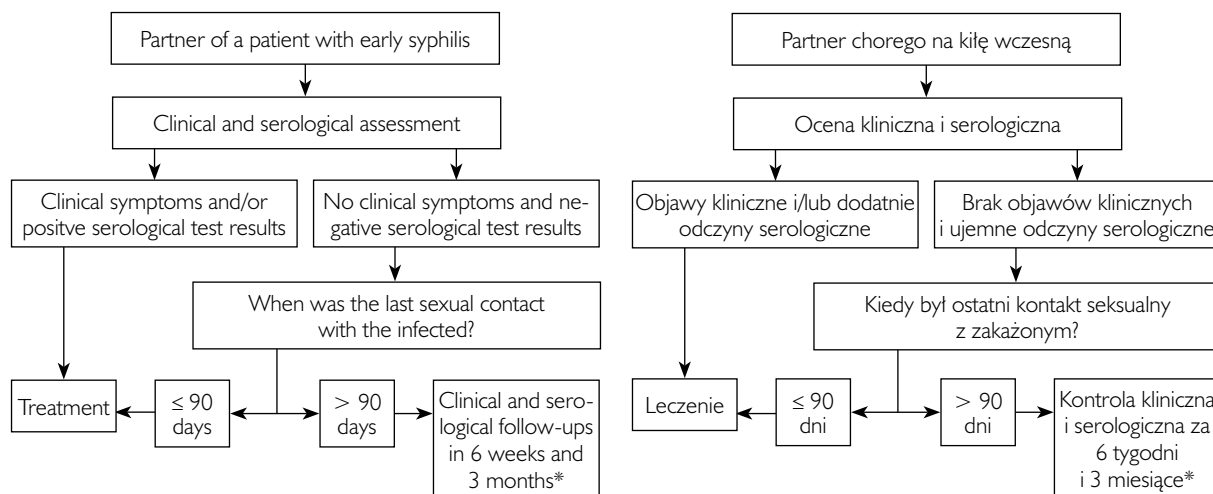 Partner of a patient with early syphilis
Clinical and serological assessment
Clinical symptoms and/or
positve serological test results
No clinical symptoms and ne-
gative serological test results
When was the last sexual contact
with the infected?
Treatment
≤ 90
days
> 90
days
Clinical and sero-
logical follow-ups
in 6 weeks and
3 months*
Partner chorego na kiłę wczesną
Ocena kliniczna i serologiczna
Objawy kliniczne i/lub dodatnie
odczyny serologiczne
Brak objawów klinicznych
i ujemne odczyny serologiczne
Kiedy był ostatni kontakt seksualny
z zakażonym?
Leczenie
≤ 90
dni
> 90
dni
Kontrola kliniczna
i serologiczna za
6 tygodni
i 3 miesiące*